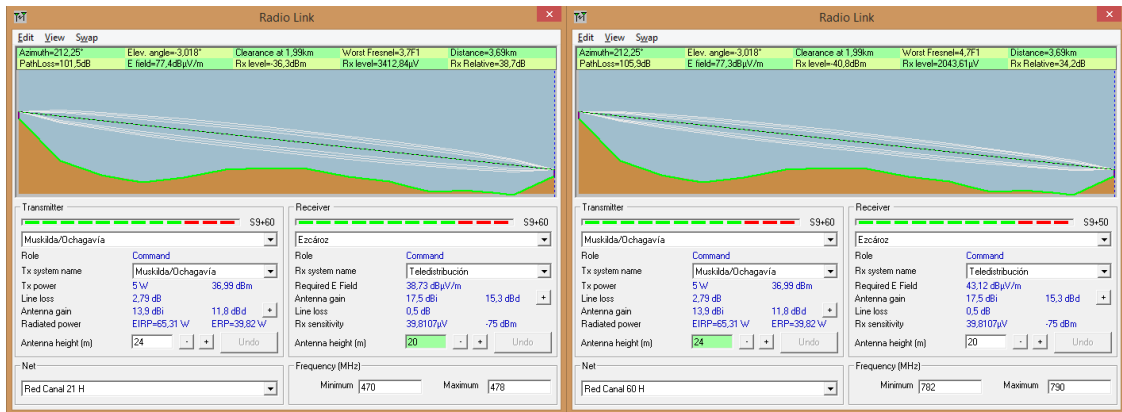 Radio Link
Edit View Swap
Azimuth=212,25° Elev. angle=-3,018° Clearance at 1,99km Worst Fresnel=3,7F1 Distance=3,69km
PathLoss=101,5dB E field=77,4dBµV/m Rx level=-36,3dBm Rx level=3412,84µV Rx Relative=38,7dB
Transmitter
S9+60
Muskilda/Ochagavía
Role Command
Tx system name Muskilda/Ochagavía
Tx power 5 W 36,99 dBm
Line loss 2,79 dB
Antenna gain 13,9 dBi 11,8 dBd +
Radiated power EIRP=65,31 W ERP=39,82 W
Antenna height (m) 24 - + Undo
Net
Red Canal 21 H
Receiver
S9+60
Ezcároz
Role Command
Rx system name Teledistribución
Required E Field 38,73 dBµV/m
Antenna gain 17,5 dBi 15,3 dBd +
Line loss 0,5 dB
Rx sensitivity 39,8107µV -75 dBm
Antenna height (m) 20 - + Undo
Frequency (MHz)
Minimum 470 Maximum 478
Radio Link
Edit View Swap
Azimuth=212,25° Elev. angle=-3,018° Clearance at 1,99km Worst Fresnel=4,7F1 Distance=3,69km
PathLoss=105,9dB E field=77,3dBµV/m Rx level=-40,8dBm Rx level=2043,61µV Rx Relative=34,2dB
Transmitter
S9+60
Muskilda/Ochagavía
Role Command
Tx system name Muskilda/Ochagavía
Tx power 5 W 36,99 dBm
Line loss 2,79 dB
Antenna gain 13,9 dBi 11,8 dBd +
Radiated power EIRP=65,31 W ERP=39,82 W
Antenna height (m) 24 - + Undo
Net
Red Canal 60 H
Receiver
S9+50
Ezcároz
Role Command
Rx system name Teledistribución
Required E Field 43,12 dBµV/m
Antenna gain 17,5 dBi 15,3 dBd +
Line loss 0,5 dB
Rx sensitivity 39,8107µV -75 dBm
Antenna height (m) 20 - + Undo
Frequency (MHz)
Minimum 782 Maximum 790